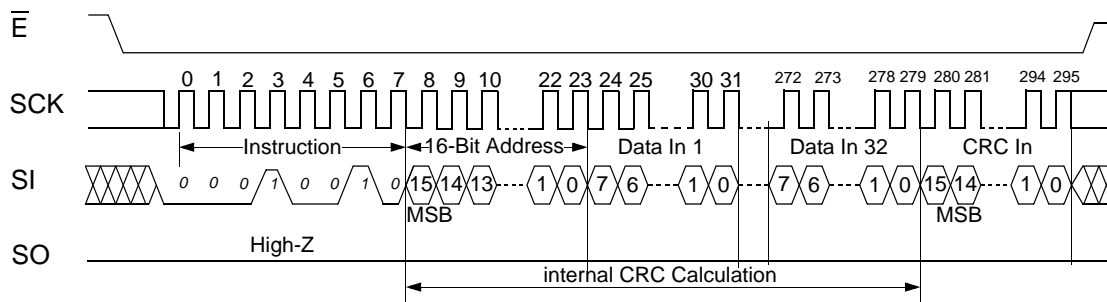 E
SCK
0 1 2 3 4 5 6 7 8 9 10 22 23 24 25 30 31 272 273 278 279 280 281 294 295
Instruction 16-Bit Address Data In 1 Data In 32 CRC In
SI
0 0 0 1 0 0 1 0 15 14 13 1 0 7 6 1 0 7 6 1 0 15 14 1 0
MSB MSB
High-Z
SO
internal CRC Calculation